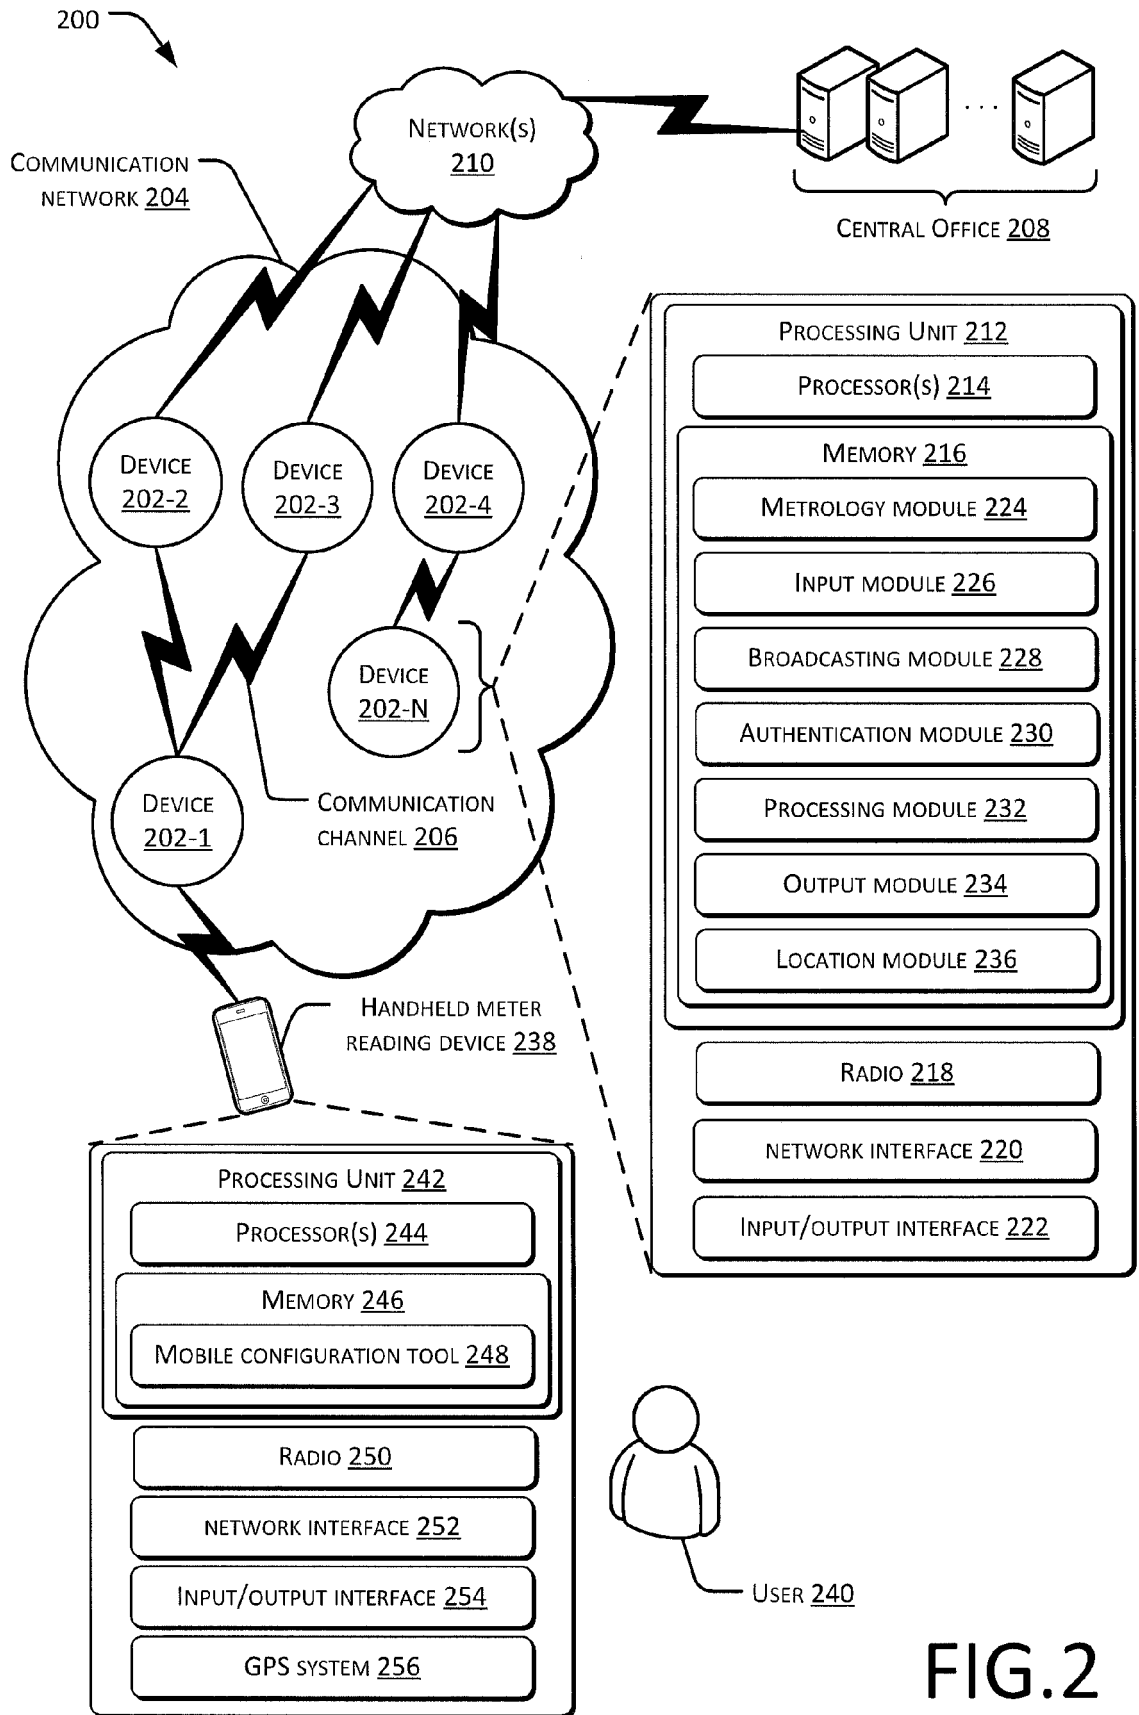 200
NETWORK(S)
210
...
COMMUNICATION
NETWORK 204
CENTRAL OFFICE 208
PROCESSING UNIT 212
PROCESSOR(S) 214
MEMORY 216
METROLOGY MODULE 224
INPUT MODULE 226
BROADCASTING MODULE 228
AUTHENTICATION MODULE 230
PROCESSING MODULE 232
OUTPUT MODULE 234
LOCATION MODULE 236
RADIO 218
NETWORK INTERFACE 220
INPUT/OUTPUT INTERFACE 222
DEVICE
202-2
DEVICE
202-3
DEVICE
202-4
DEVICE
202-N
DEVICE
202-1
COMMUNICATION
CHANNEL 206
HANDHELD METER
READING DEVICE 238
PROCESSING UNIT 242
PROCESSOR(S) 244
MEMORY 246
MOBILE CONFIGURATION TOOL 248
RADIO 250
NETWORK INTERFACE 252
INPUT/OUTPUT INTERFACE 254
GPS SYSTEM 256
USER 240
FIG.2